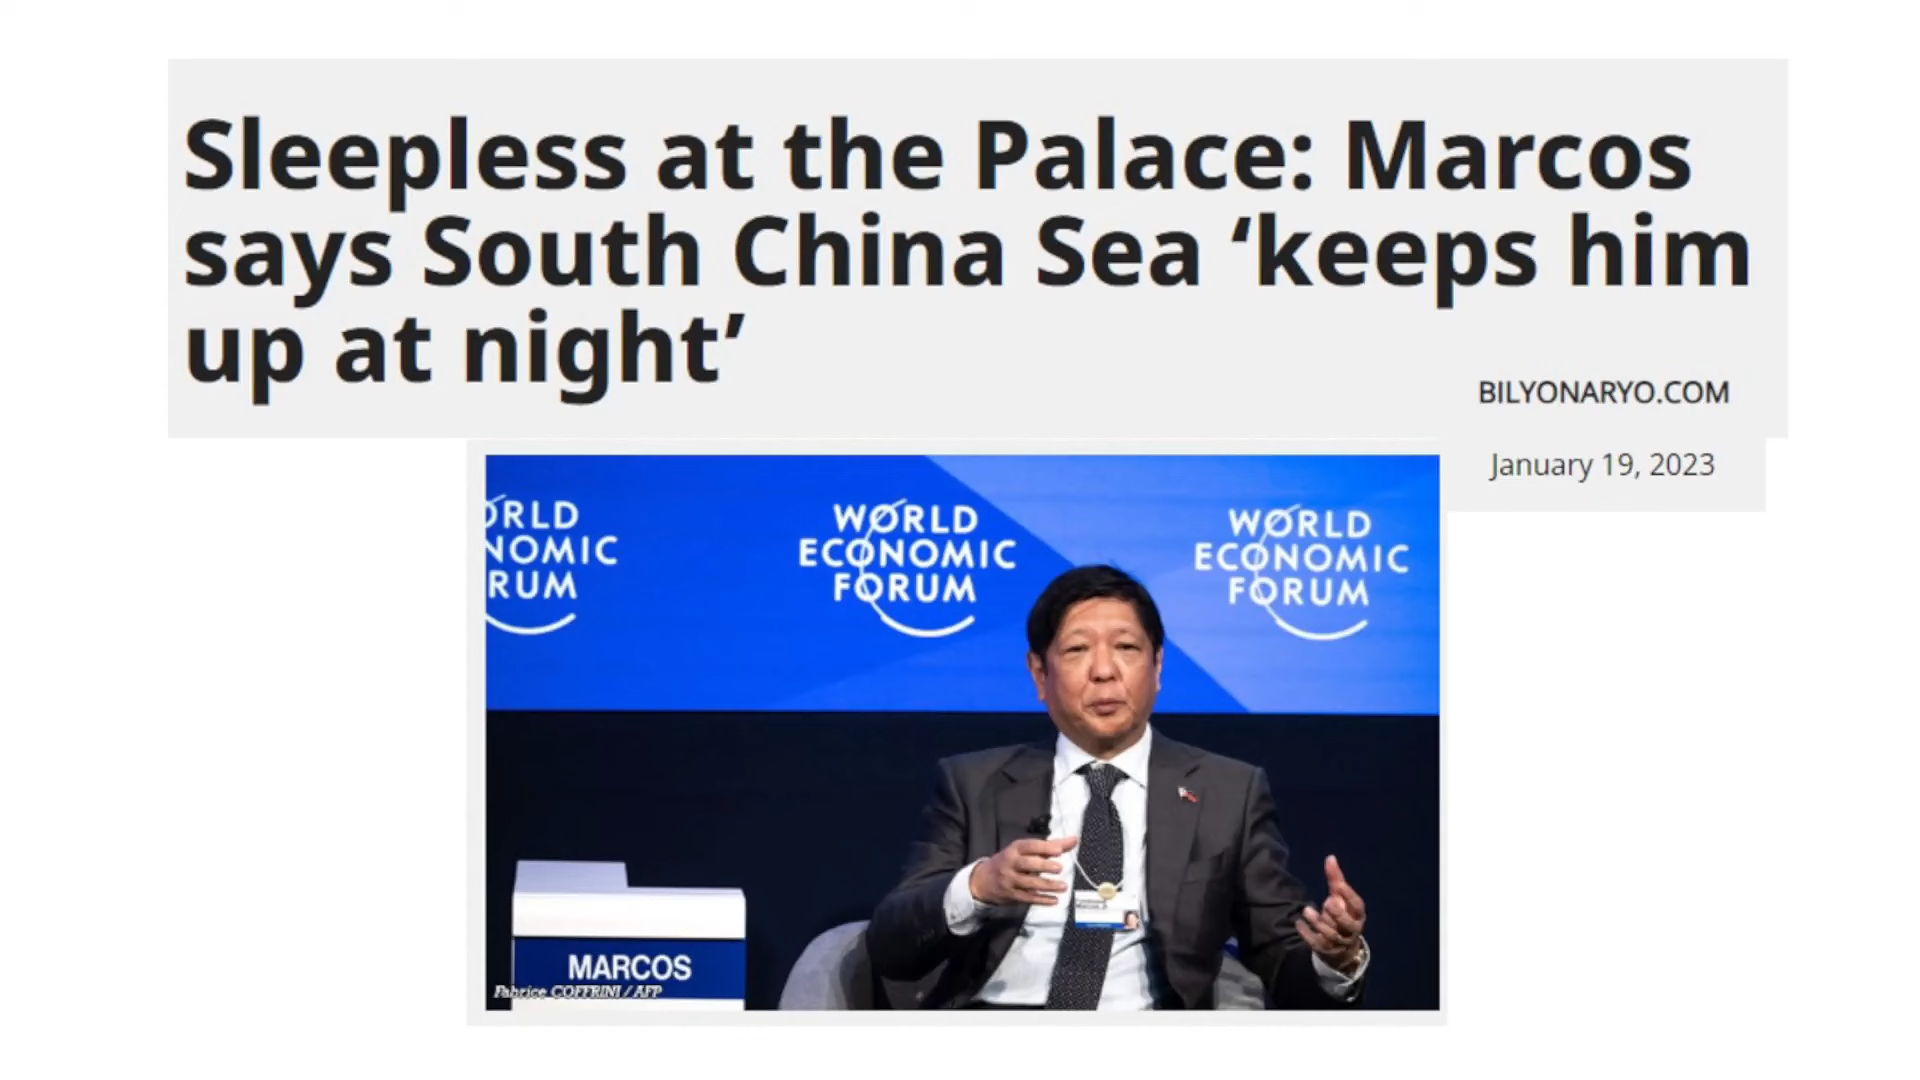 Sleepless at the Palace: Marcos
says South China Sea ‘keeps him
up at night’
BILYONARYO.COM
January 19, 2023
ORLD
NOMIC
RUM
WORLD
ECONOMIC
FORUM
WORLD
ECONOMIC
FORUM
MARCOS
Fabrice COFFRINI / AFP